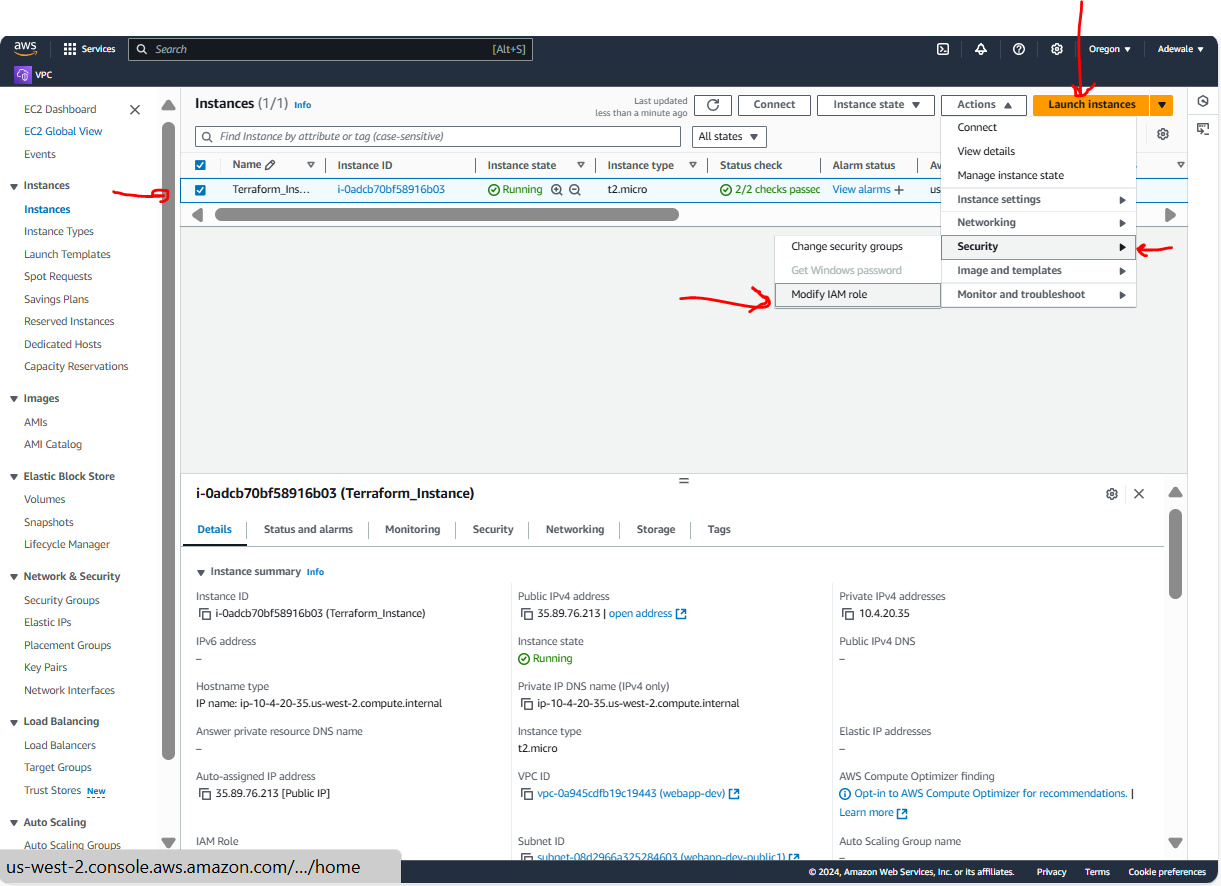 aws Services Search [Alt+S] Oregon Adewale
VPC
EC2 Dashboard
EC2 Global View
Events
Instances
Instances
Instance Types
Launch Templates
Spot Requests
Savings Plans
Reserved Instances
Dedicated Hosts
Capacity Reservations
Images
AMIs
AMI Catalog
Elastic Block Store
Volumes
Snapshots
Lifecycle Manager
Network & Security
Security Groups
Elastic IPs
Placement Groups
Key Pairs
Network Interfaces
Load Balancing
Load Balancers
Target Groups
Trust Stores New
Auto Scaling
Auto Scaling Groups
Instances (1/1) Info
Last updated
less than a minute ago
Connect Instance state Actions Launch instances
Find Instance by attribute or tag (case-sensitive) All states
Name Instance ID Instance state Instance type Status check Alarm status Av
Terraform_Ins... i-0adcb70bf58916b03 Running t2.micro 2/2 checks passec View alarms + us
Connect
View details
Manage instance state
Instance settings
Networking
Security
Image and templates
Monitor and troubleshoot
Change security groups
Get Windows password
Modify IAM role
i-0adcb70bf58916b03 (Terraform_Instance)
Details Status and alarms Monitoring Security Networking Storage Tags
Instance summary Info
Instance ID
i-0adcb70bf58916b03 (Terraform_Instance)
Public IPv4 address
35.89.76.213 | open address
Private IPv4 addresses
10.4.20.35
IPv6 address
–
Instance state
Running
Public IPv4 DNS
–
Hostname type
IP name: ip-10-4-20-35.us-west-2.compute.internal
Private IP DNS name (IPv4 only)
ip-10-4-20-35.us-west-2.compute.internal
Answer private resource DNS name
–
Instance type
t2.micro
Elastic IP addresses
–
Auto-assigned IP address
35.89.76.213 [Public IP]
VPC ID
vpc-0a945cdfb19c19443 (webapp-dev)
AWS Compute Optimizer finding
Opt-in to AWS Compute Optimizer for recommendations. |
Learn more
IAM Role
Subnet ID
subnet-08d2966a325284603 (webapp-dev-public1)
Auto Scaling Group name
–
us-west-2.console.aws.amazon.com/.../home
© 2024, Amazon Web Services, Inc. or its affiliates. Privacy Terms Cookie preferences